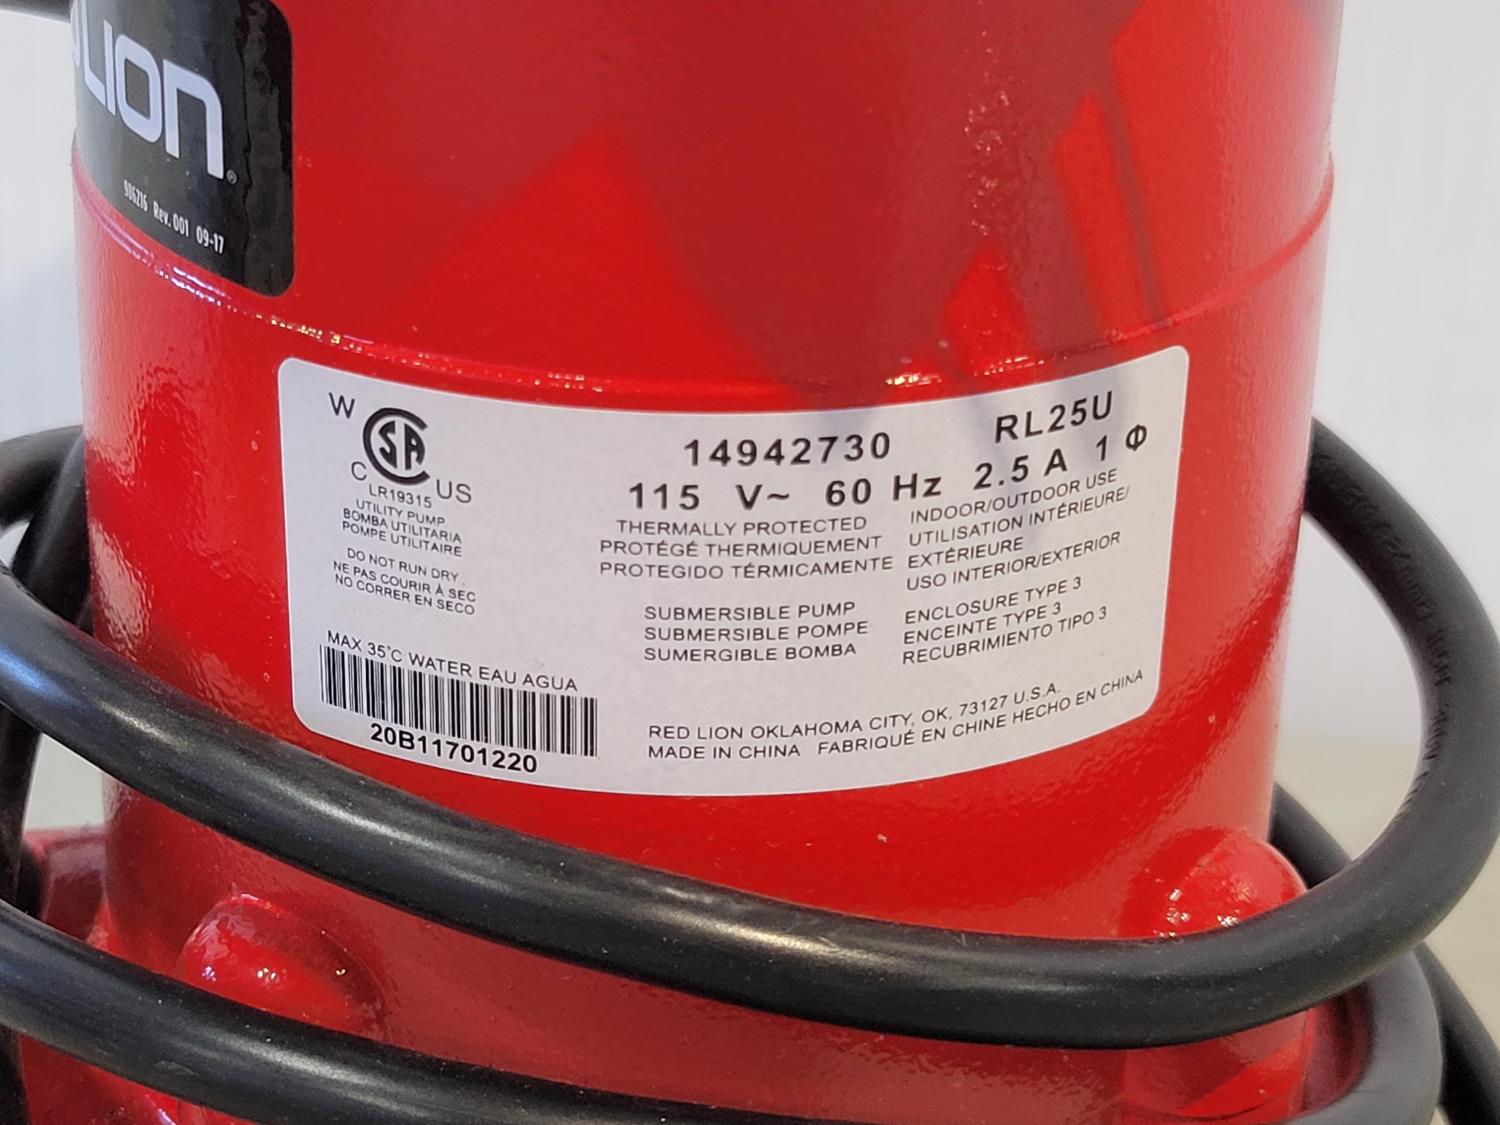 LION
®
986216 Rev. 001 09-17
W
C US
LR19315
UTILITY PUMP
BOMBA UTILITARIA
POMPE UTILITAIRE
DO NOT RUN DRY
NE PAS COURIR À SEC
NO CORRER EN SECO
MAX 35°C WATER EAU AGUA
20B11701220
14942730 RL25U
115 V~ 60 Hz 2.5 A 1 Φ
THERMALLY PROTECTED
PROTÉGÉ THERMIQUEMENT
PROTEGIDO TÉRMICAMENTE
INDOOR/OUTDOOR USE
UTILISATION INTÉRIEURE/
EXTÉRIEURE
USO INTERIOR/EXTERIOR
SUBMERSIBLE PUMP
SUBMERSIBLE POMPE
SUMERGIBLE BOMBA
ENCLOSURE TYPE 3
ENCEINTE TYPE 3
RECUBRIMIENTO TIPO 3
RED LION OKLAHOMA CITY, OK, 73127 U.S.A.
MADE IN CHINA FABRIQUÉ EN CHINE HECHO EN CHINA